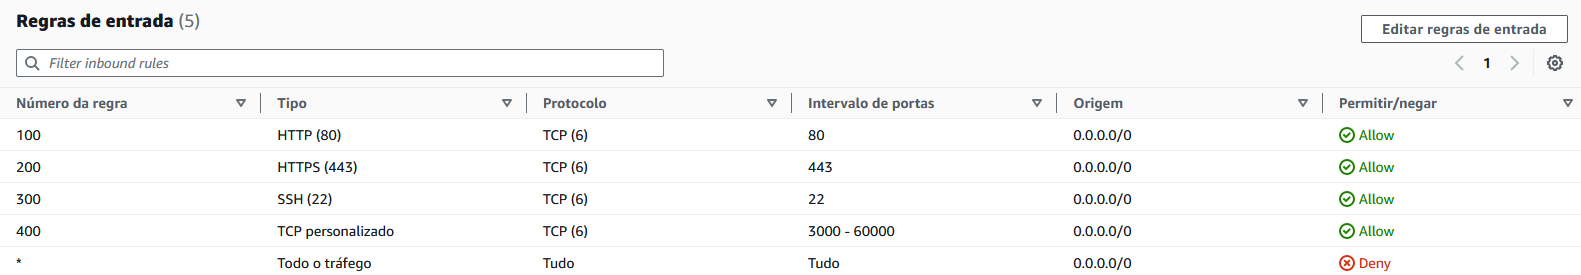 Regras de entrada (5)
Editar regras de entrada
Filter inbound rules
1
Número da regra Tipo Protocolo Intervalo de portas Origem Permitir/negar
100 HTTP (80) TCP (6) 80 0.0.0.0/0 Allow
200 HTTPS (443) TCP (6) 443 0.0.0.0/0 Allow
300 SSH (22) TCP (6) 22 0.0.0.0/0 Allow
400 TCP personalizado TCP (6) 3000 - 60000 0.0.0.0/0 Allow
* Todo o tráfego Tudo Tudo 0.0.0.0/0 Deny